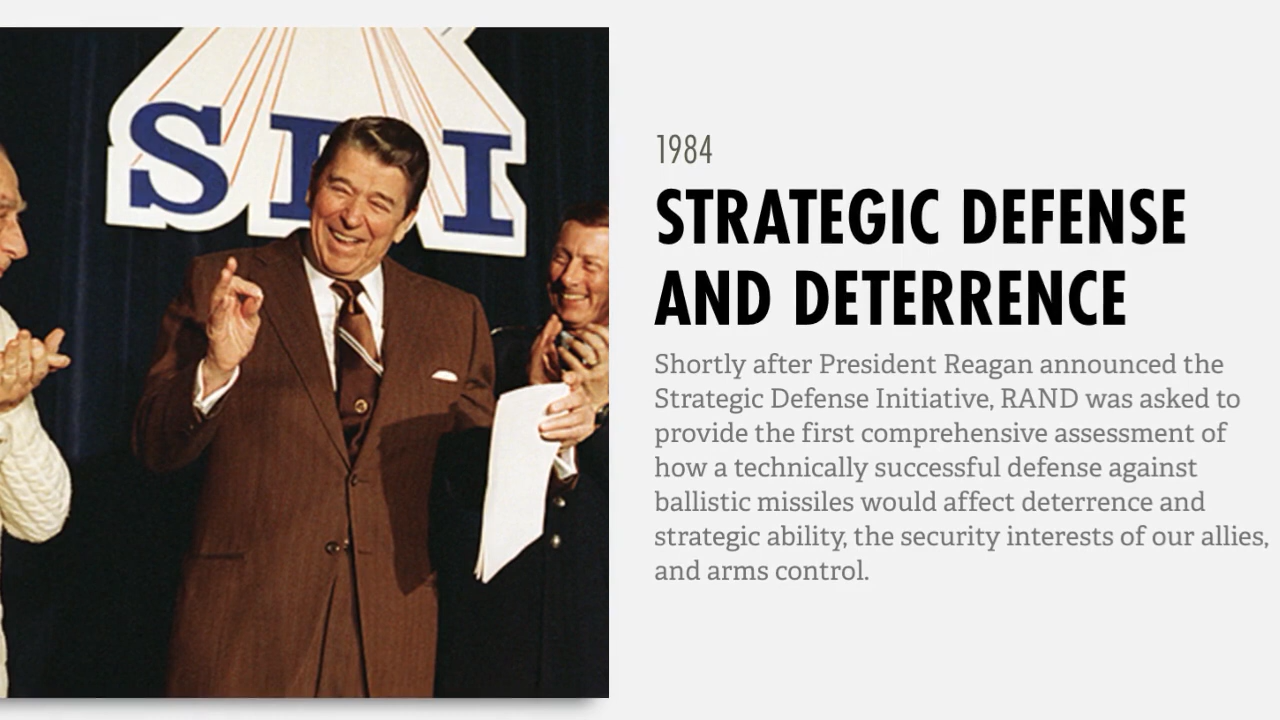 SDI
1984
STRATEGIC DEFENSE
AND DETERRENCE
Shortly after President Reagan announced the
Strategic Defense Initiative, RAND was asked to
provide the first comprehensive assessment of
how a technically successful defense against
ballistic missiles would affect deterrence and
strategic ability, the security interests of our allies,
and arms control.